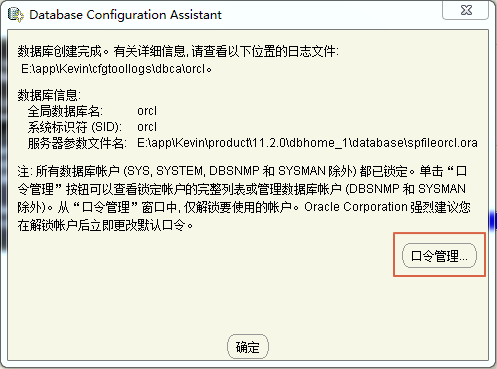 Database Configuration Assistant
数据库创建完成。有关详细信息, 请查看以下位置的日志文件:
E:\app\Kevin\cfgtoollogs\dbca\orcl。
数据库信息:
全局数据库名: orcl
系统标识符 (SID): orcl
服务器参数文件名: E:\app\Kevin\product\11.2.0\dbhome_1\database\spfileorcl.ora
注: 所有数据库帐户 (SYS, SYSTEM, DBSNMP 和 SYSMAN 除外) 都已锁定。单击“口
令管理”按钮可以查看锁定帐户的完整列表或管理数据库帐户 (DBSNMP 和 SYSMAN
除外)。从“口令管理”窗口中, 仅解锁要使用的帐户。Oracle Corporation 强烈建议您
在解锁帐户后立即更改默认口令。
口令管理...
确定